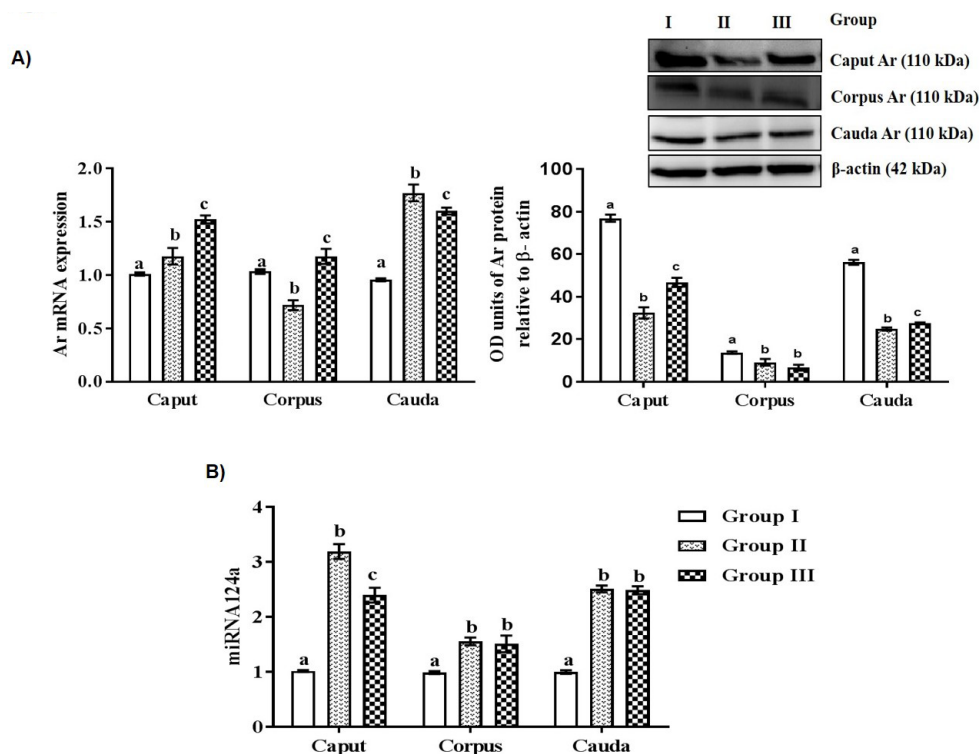 I II III Group
A)
Caput Ar (110 kDa)
Corpus Ar (110 kDa)
Cauda Ar (110 kDa)
β-actin (42 kDa)
Ar mRNA expression
2.0
1.5
1.0
0.5
0.0
a b c a b c a b c
Caput Corpus Cauda
OD units of Ar protein
relative to β- actin
100
80
60
40
20
0
a b c a b b a b c
Caput Corpus Cauda
B)
miRNA124a
4
3
2
1
0
a b c a b b a b b
Caput Corpus Cauda
Group I
Group II
Group III